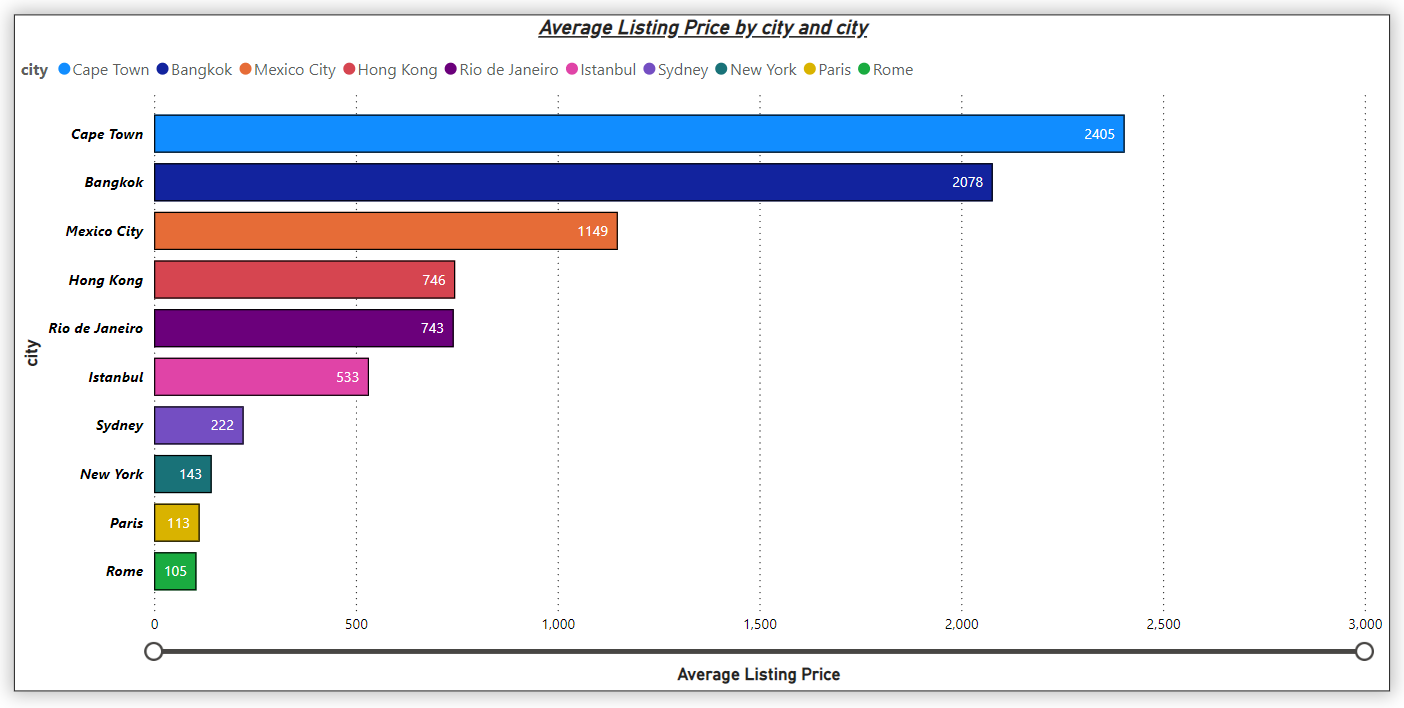 Average Listing Price by city and city
city Cape Town Bangkok Mexico City Hong Kong Rio de Janeiro Istanbul Sydney New York Paris Rome
Cape Town 2405
Bangkok 2078
Mexico City 1149
Hong Kong 746
Rio de Janeiro 743
Istanbul 533
Sydney 222
New York 143
Paris 113
Rome 105
city
0 500 1,000 1,500 2,000 2,500 3,000
Average Listing Price